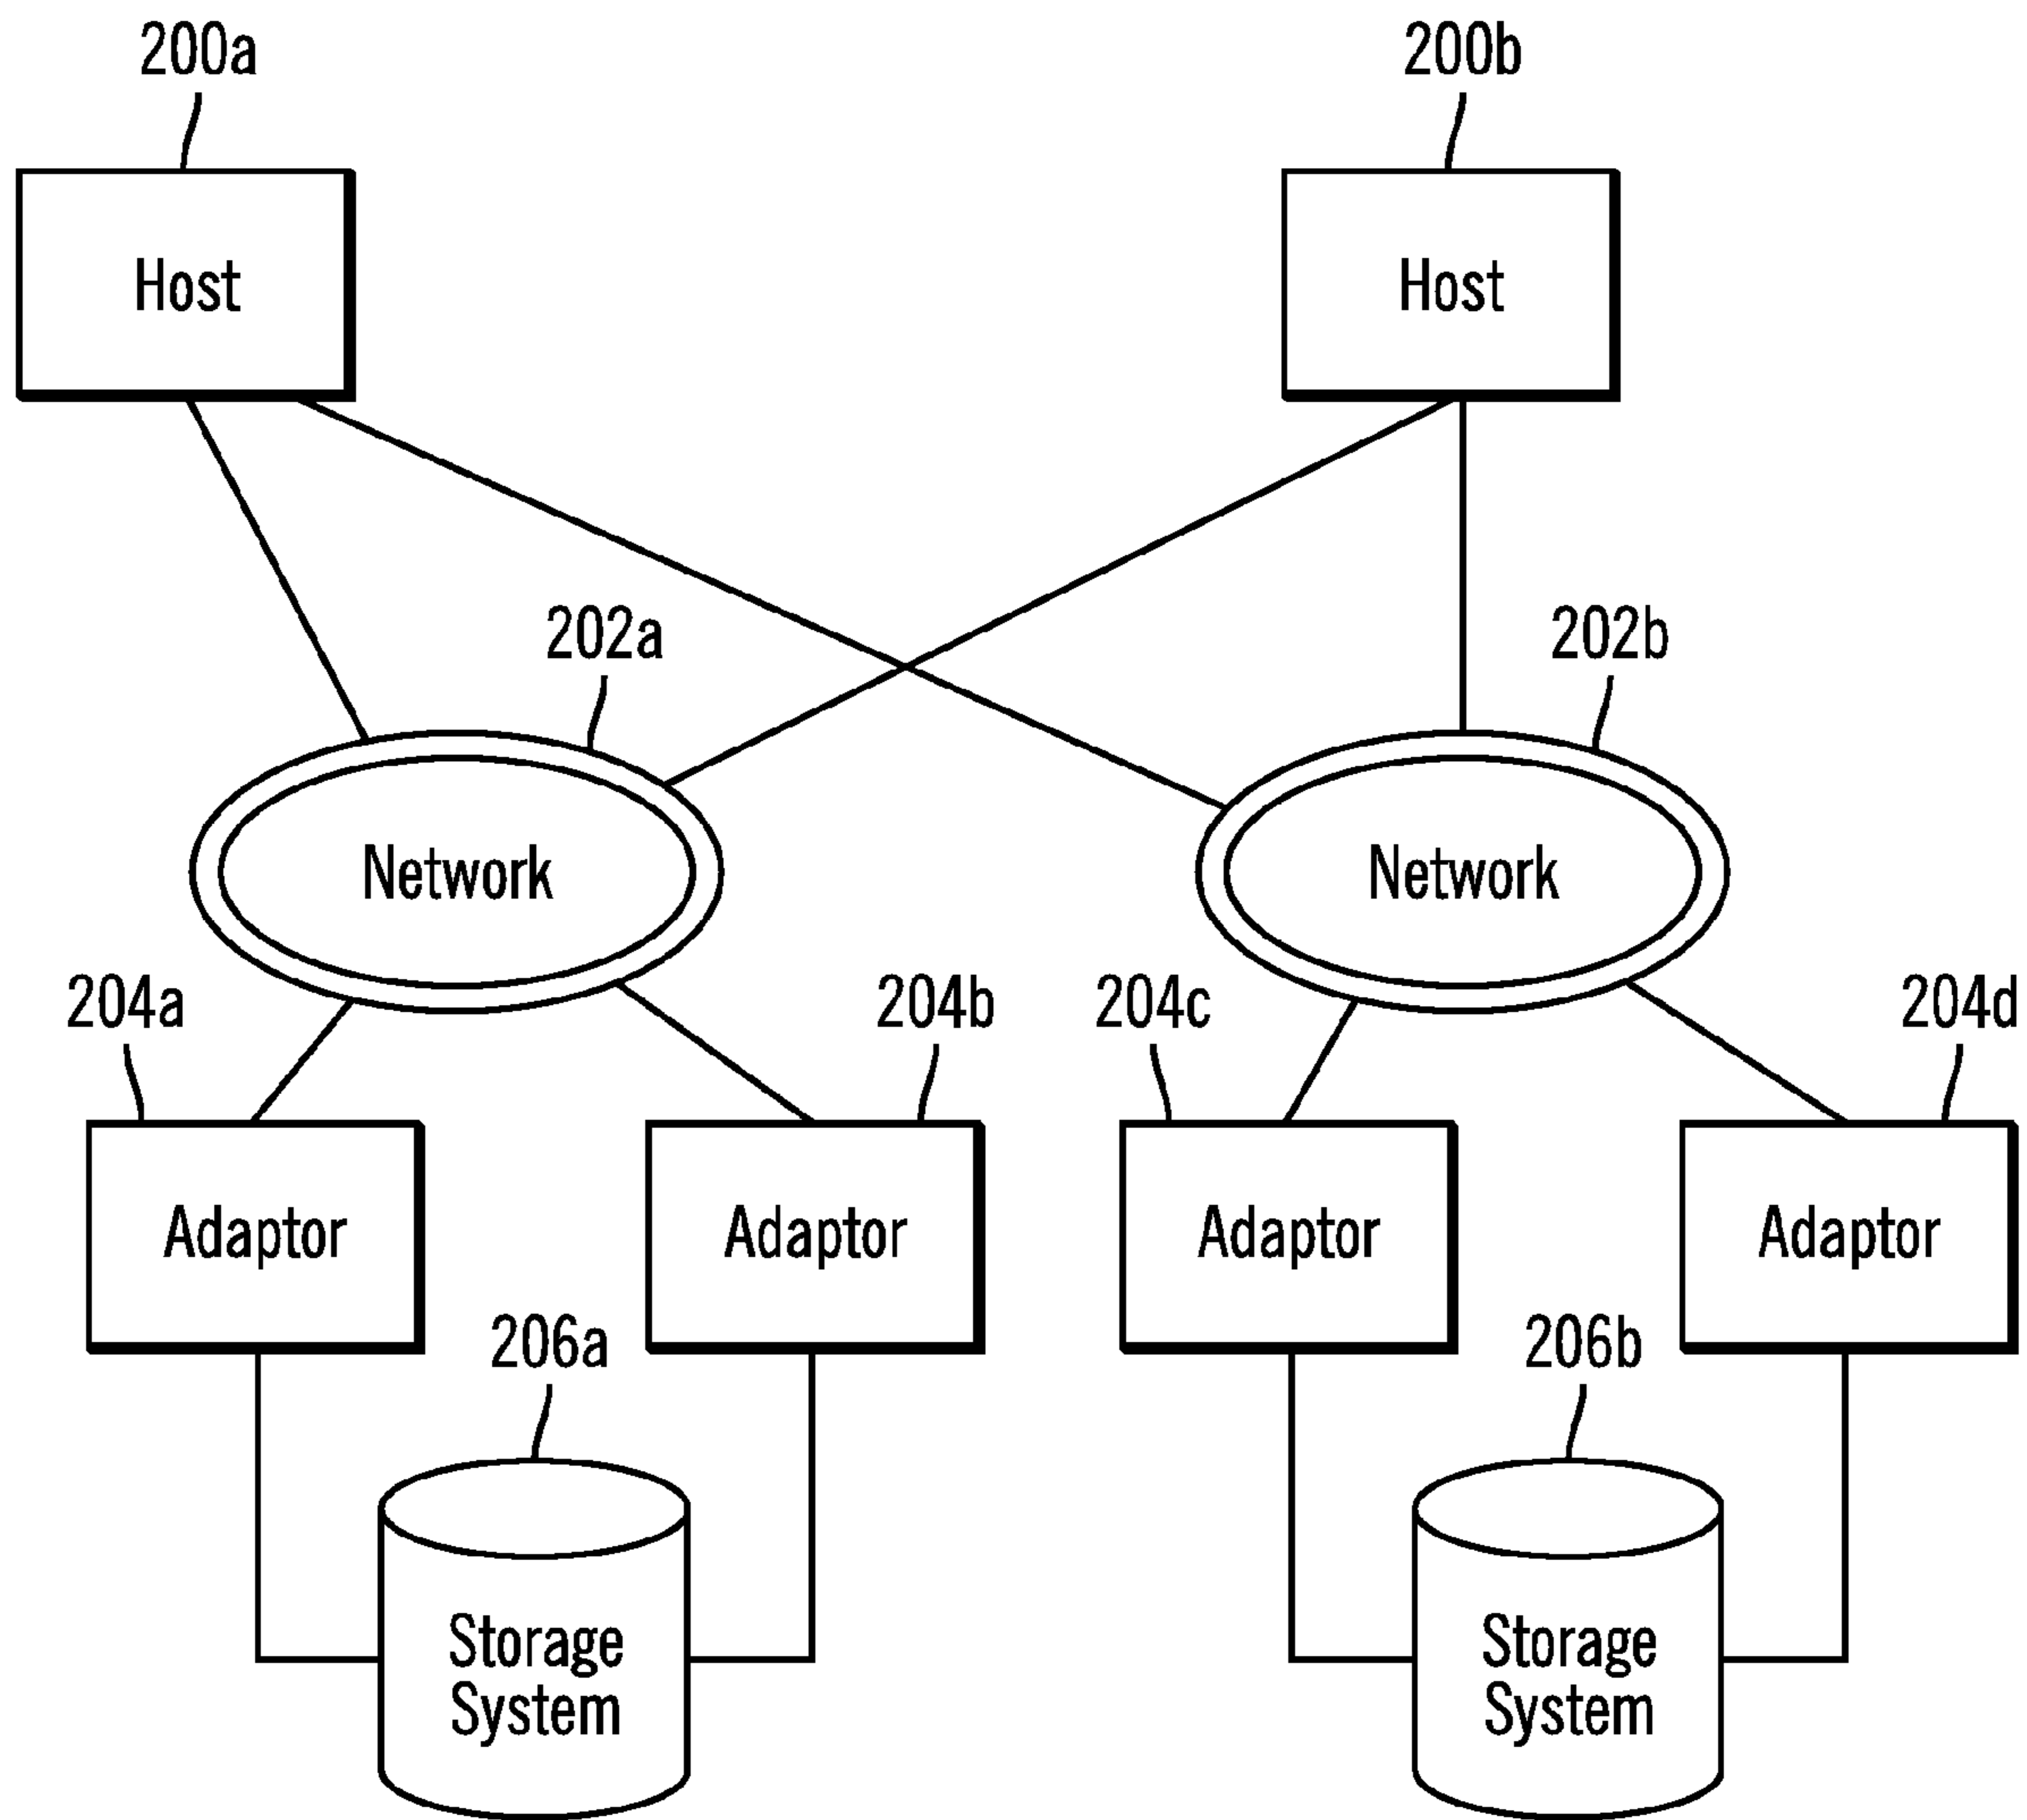 200a
200b
Host
Host
202a
202b
Network
Network
204a
204b
204c
204d
Adaptor
Adaptor
Adaptor
Adaptor
206a
206b
Storage
System
Storage
System